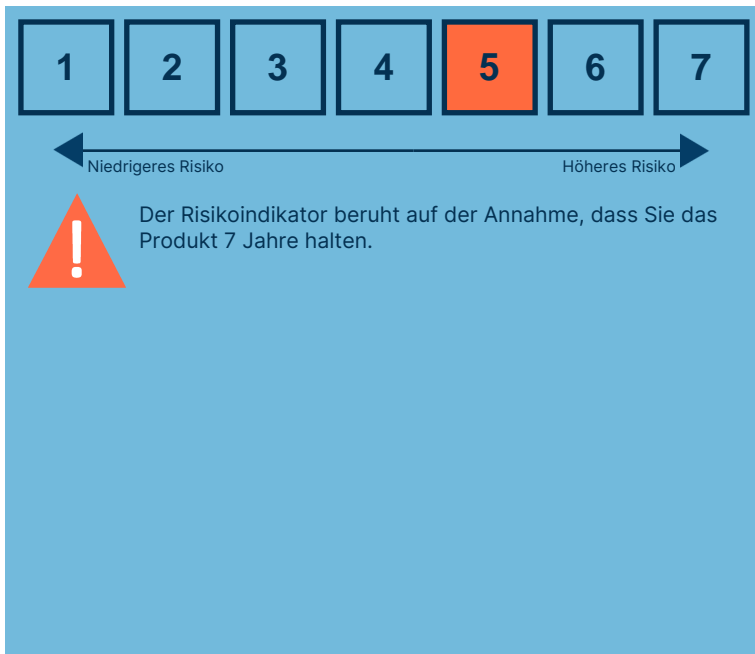 1 2 3 4 5 6 7
Niedrigeres Risiko Höheres Risiko
!
Der Risikoindikator beruht auf der Annahme, dass Sie das
Produkt 7 Jahre halten.